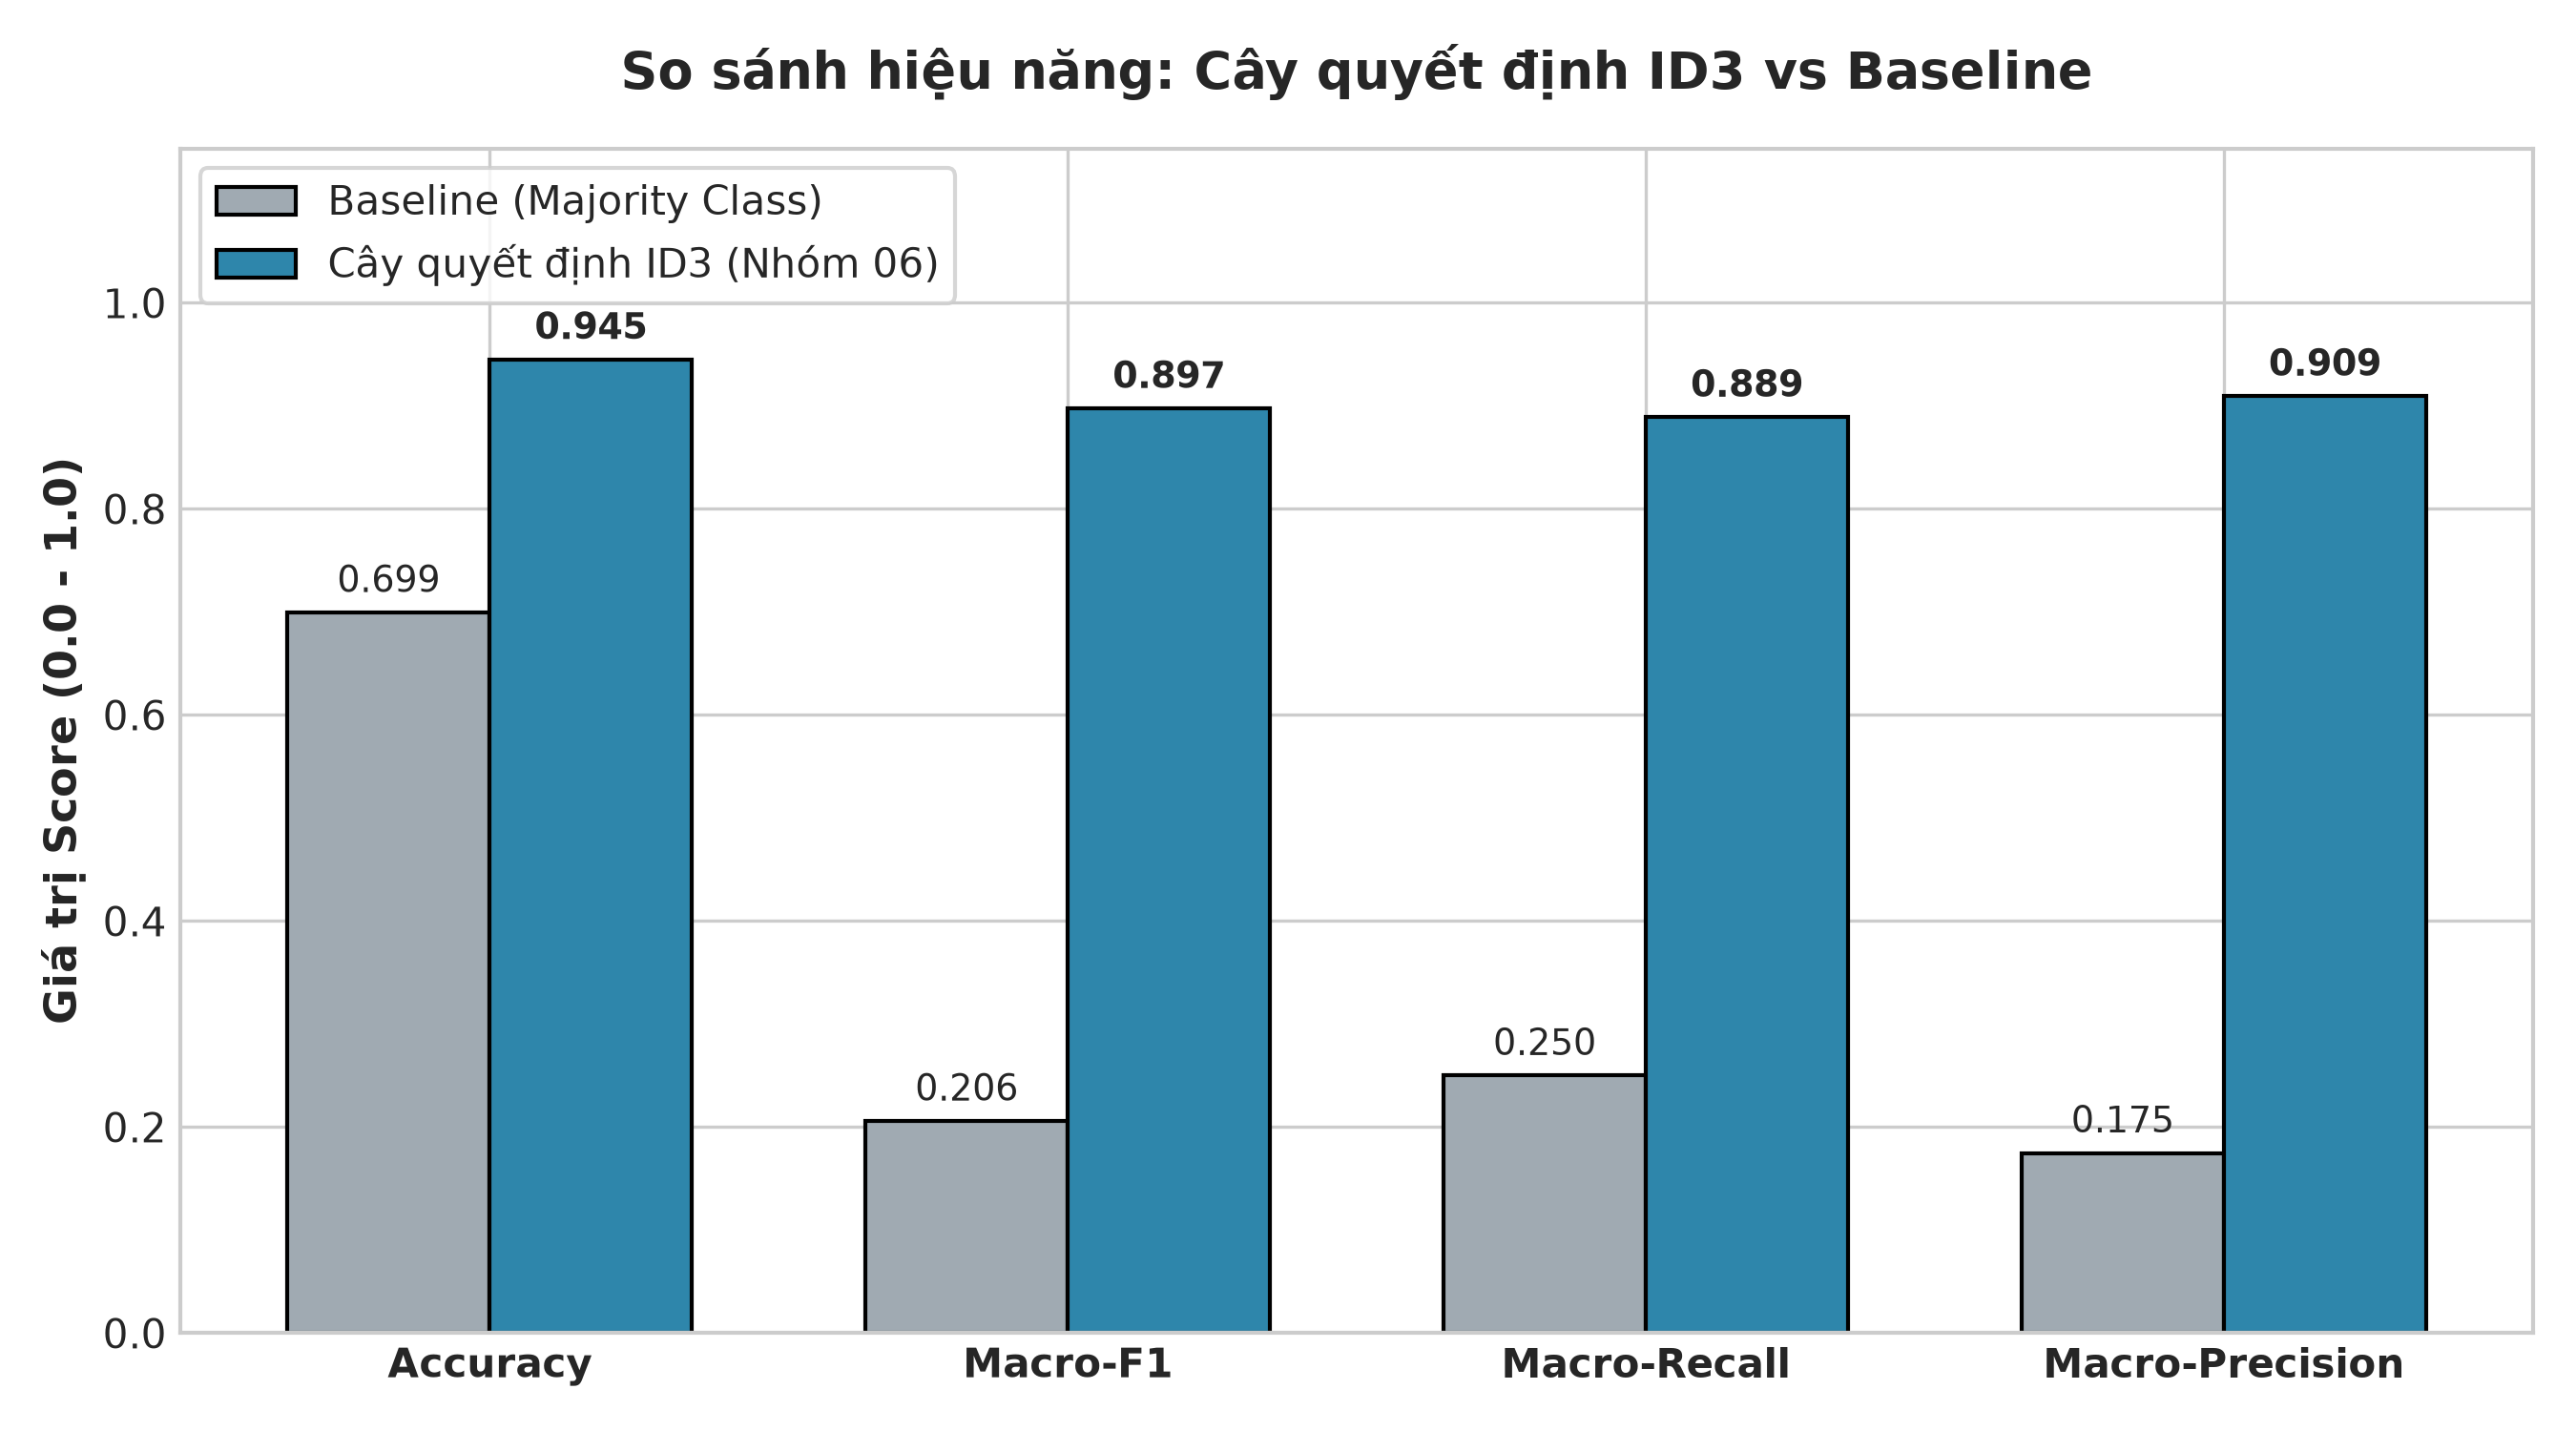 So sánh hiệu năng: Cây quyết định ID3 vs Baseline
Baseline (Majority Class)
Cây quyết định ID3 (Nhóm 06)
Giá trị Score (0.0 - 1.0)
1.0
0.8
0.6
0.4
0.2
0.0
0.699
0.945
0.206
0.897
0.250
0.889
0.175
0.909
Accuracy
Macro-F1
Macro-Recall
Macro-Precision